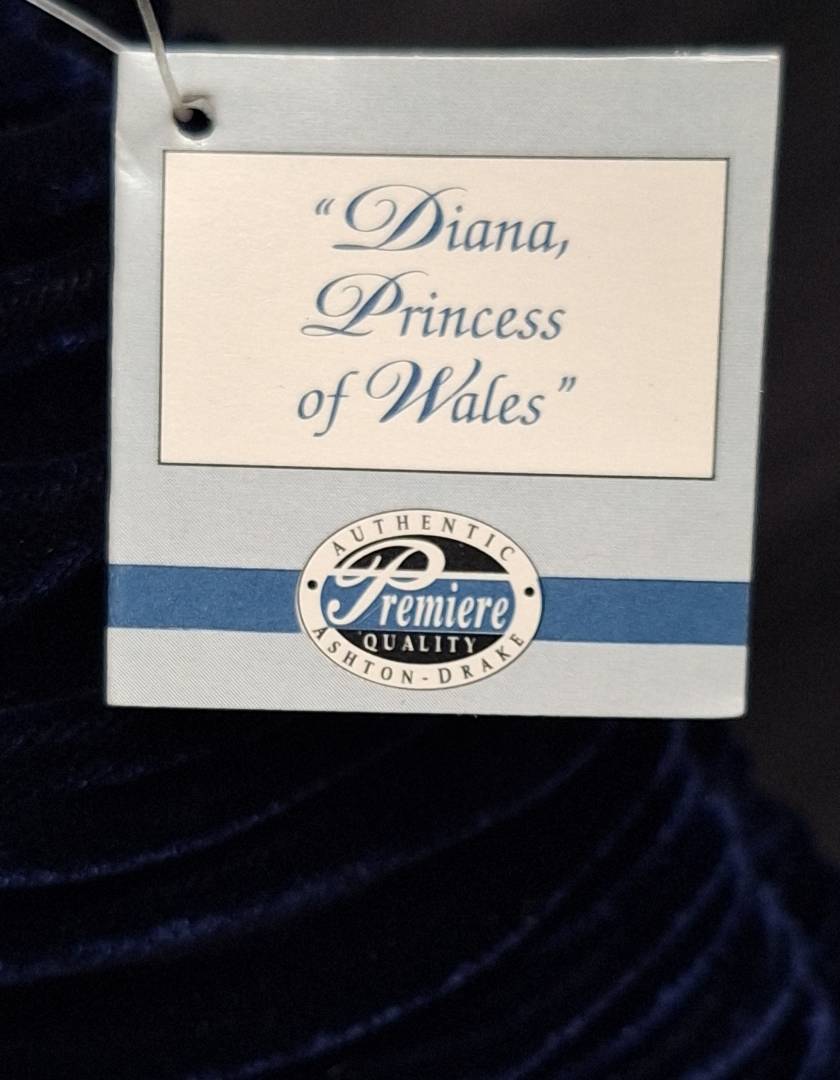 “Diana,
Princess
of Wales”
AUTHENTIC
Premiere
QUALITY
ASHTON-DRAKE